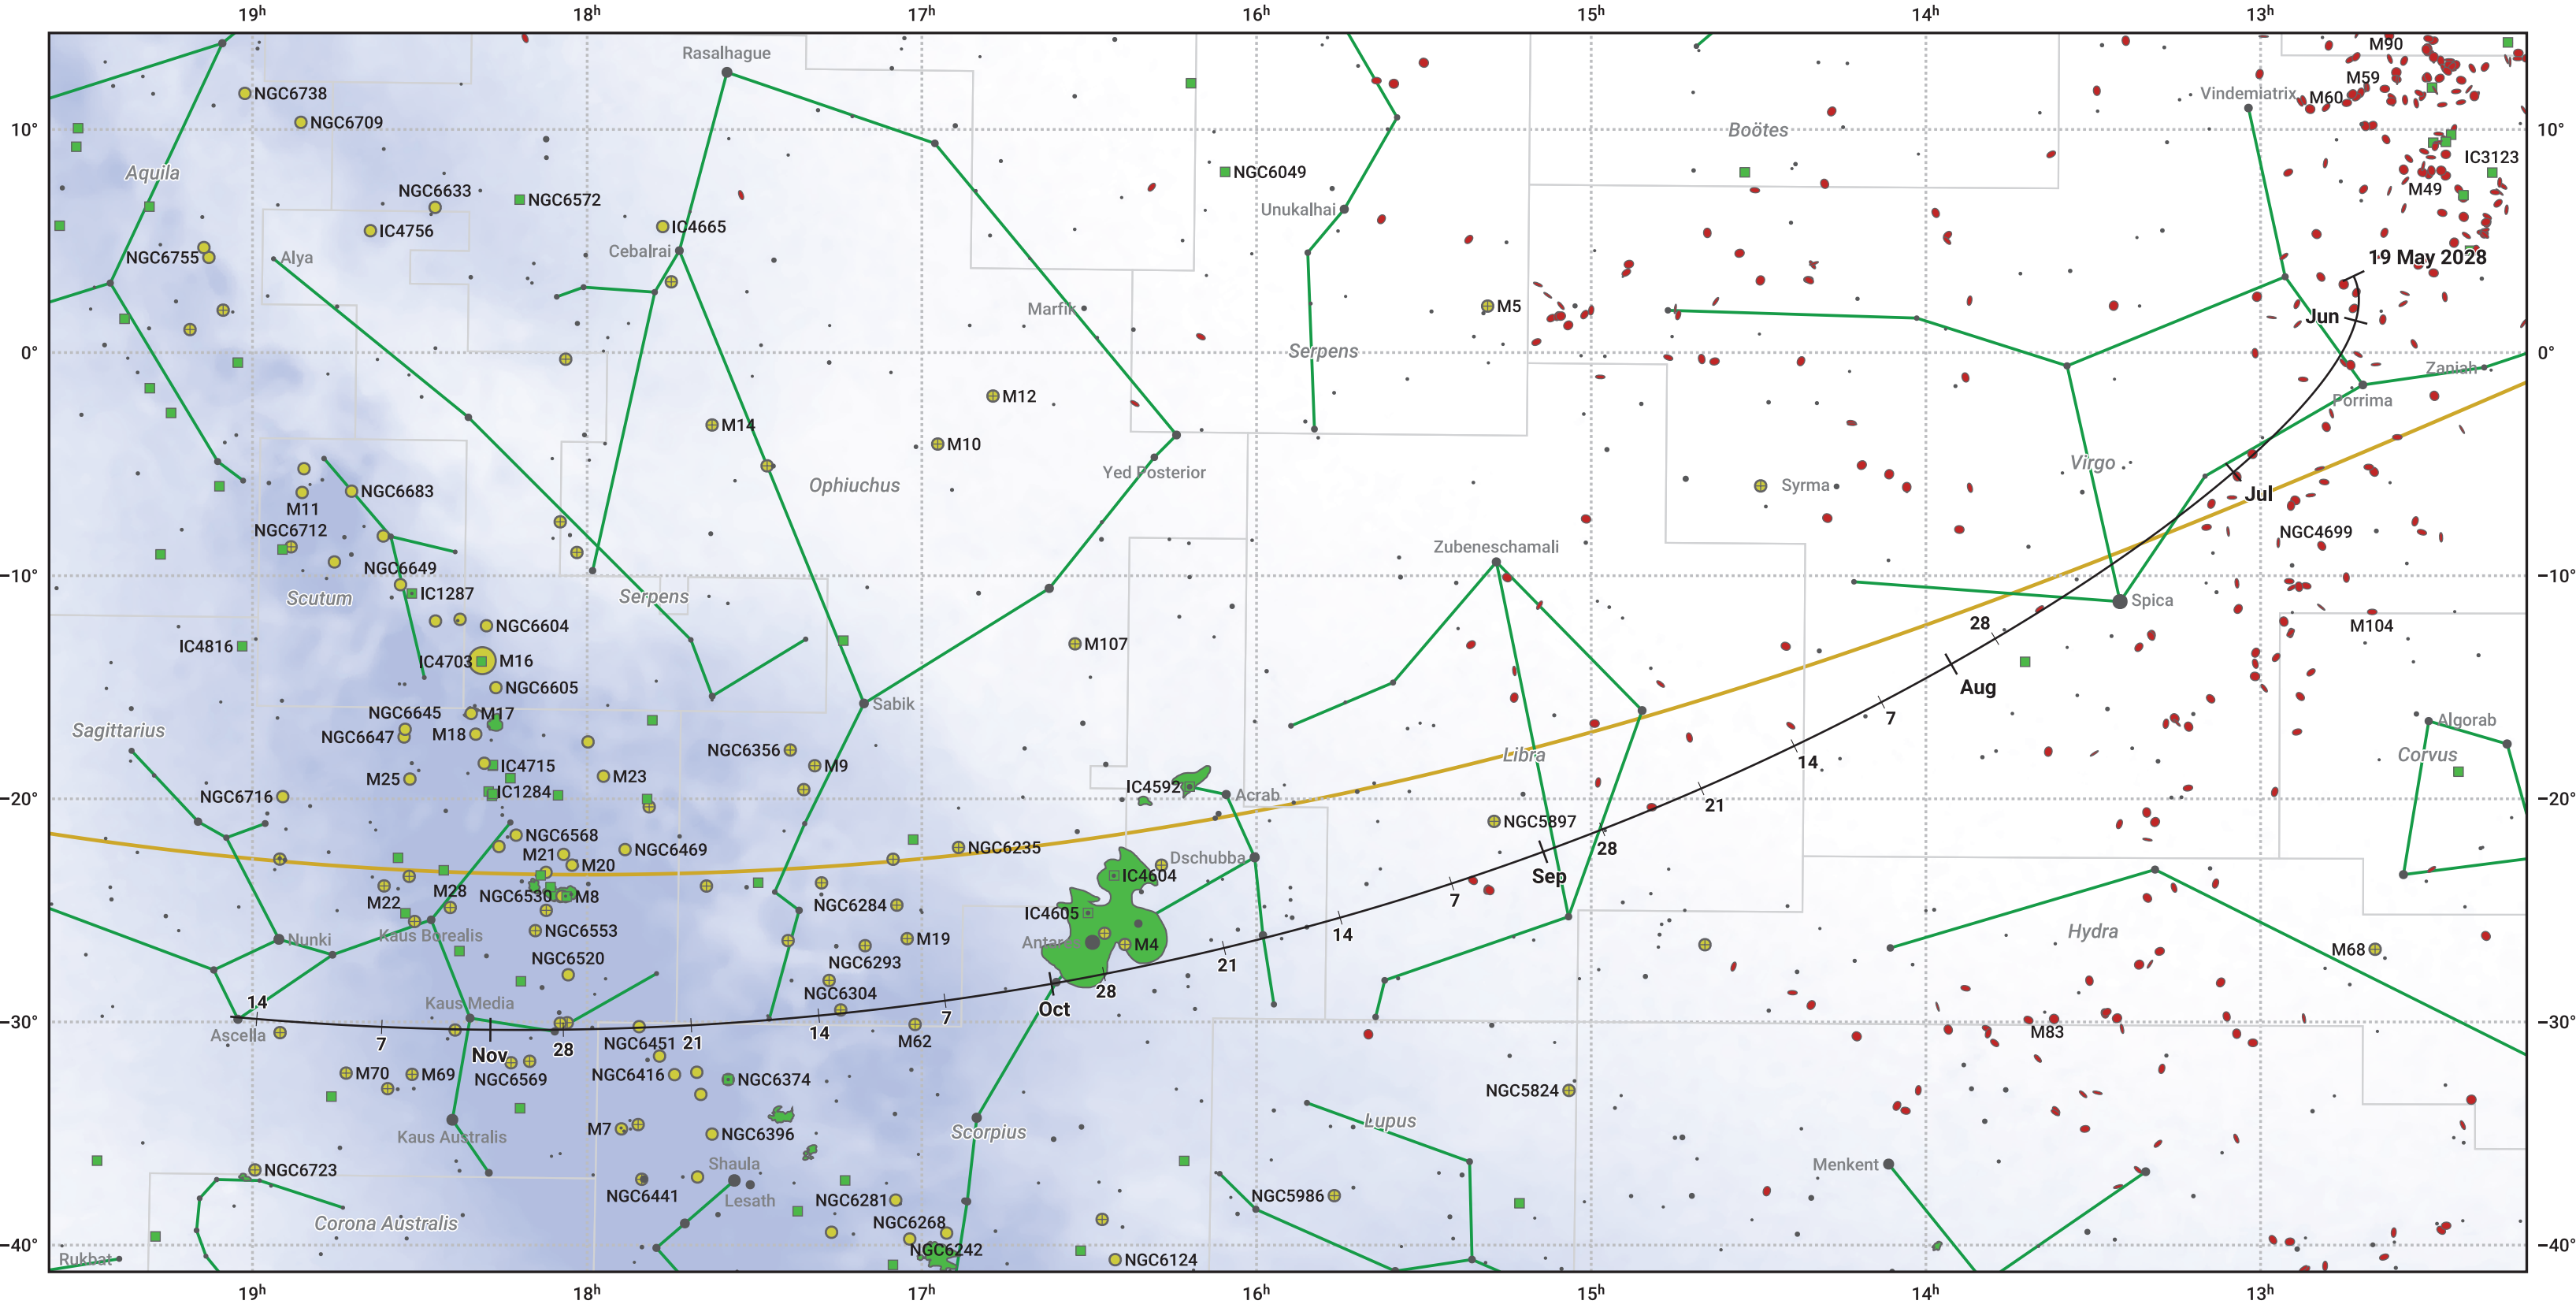 19h 18h 17h 16h 15h 14h 13h
Rasalhague
M90
M59
Vindemiatrix
M60
NGC6738
NGC6709
10°
Boötes
10°
IC3123
Aquila
NGC6049
NGC6633
NGC6572
M49
Unukalhai
IC4756
IC4665
Cebalrai
NGC6755
Alya
19 May 2028
Marfik
M5
Jun
0°
Serpens
0°
Zaniah
M12
Porrima
M14
M10
Virgo
Yed Posterior
Ophiuchus
Syrma
NGC6683
Jul
M11
NGC6712
NGC4699
Zubeneschamali
NGC6649
−10°
−10°
IC1287
Scutum
Serpens
Spica
NGC6604
28
M104
IC4816
M107
IC4703
M16
NGC6605
Aug
Sabik
NGC6645
M17
7
Algorab
Sagittarius
NGC6647
M18
NGC6356
Libra
Corvus
M9
14
IC4715
M25
M23
IC4592
NGC6716
IC1284
Acrab
−20°
−20°
21
NGC5897
NGC6568
NGC6235
28
M21
NGC6469
Dschubba
M20
IC4604
Sep
M28
NGC6530
M8
7
M22
NGC6284
IC4605
NGC6553
Kaus Borealis
14
Hydra
Nunki
M19
Antares
M4
M68
NGC6520
NGC6293
21
14
Kaus Media
NGC6304
28
Oct
7
−30°
−30°
Ascella
14
M83
7
Nov
28
NGC6451
21
M62
M70
M69
NGC6569
NGC6416
NGC6374
NGC5824
M7
NGC6396
Lupus
Kaus Australis
Scorpius
NGC6723
Shaula
Menkent
NGC6441
Lesath
NGC6281
NGC5986
Corona Australis
NGC6268
−40°
NGC6242
−40°
Rukbat
NGC6124
19h 18h 17h 16h 15h 14h 13h